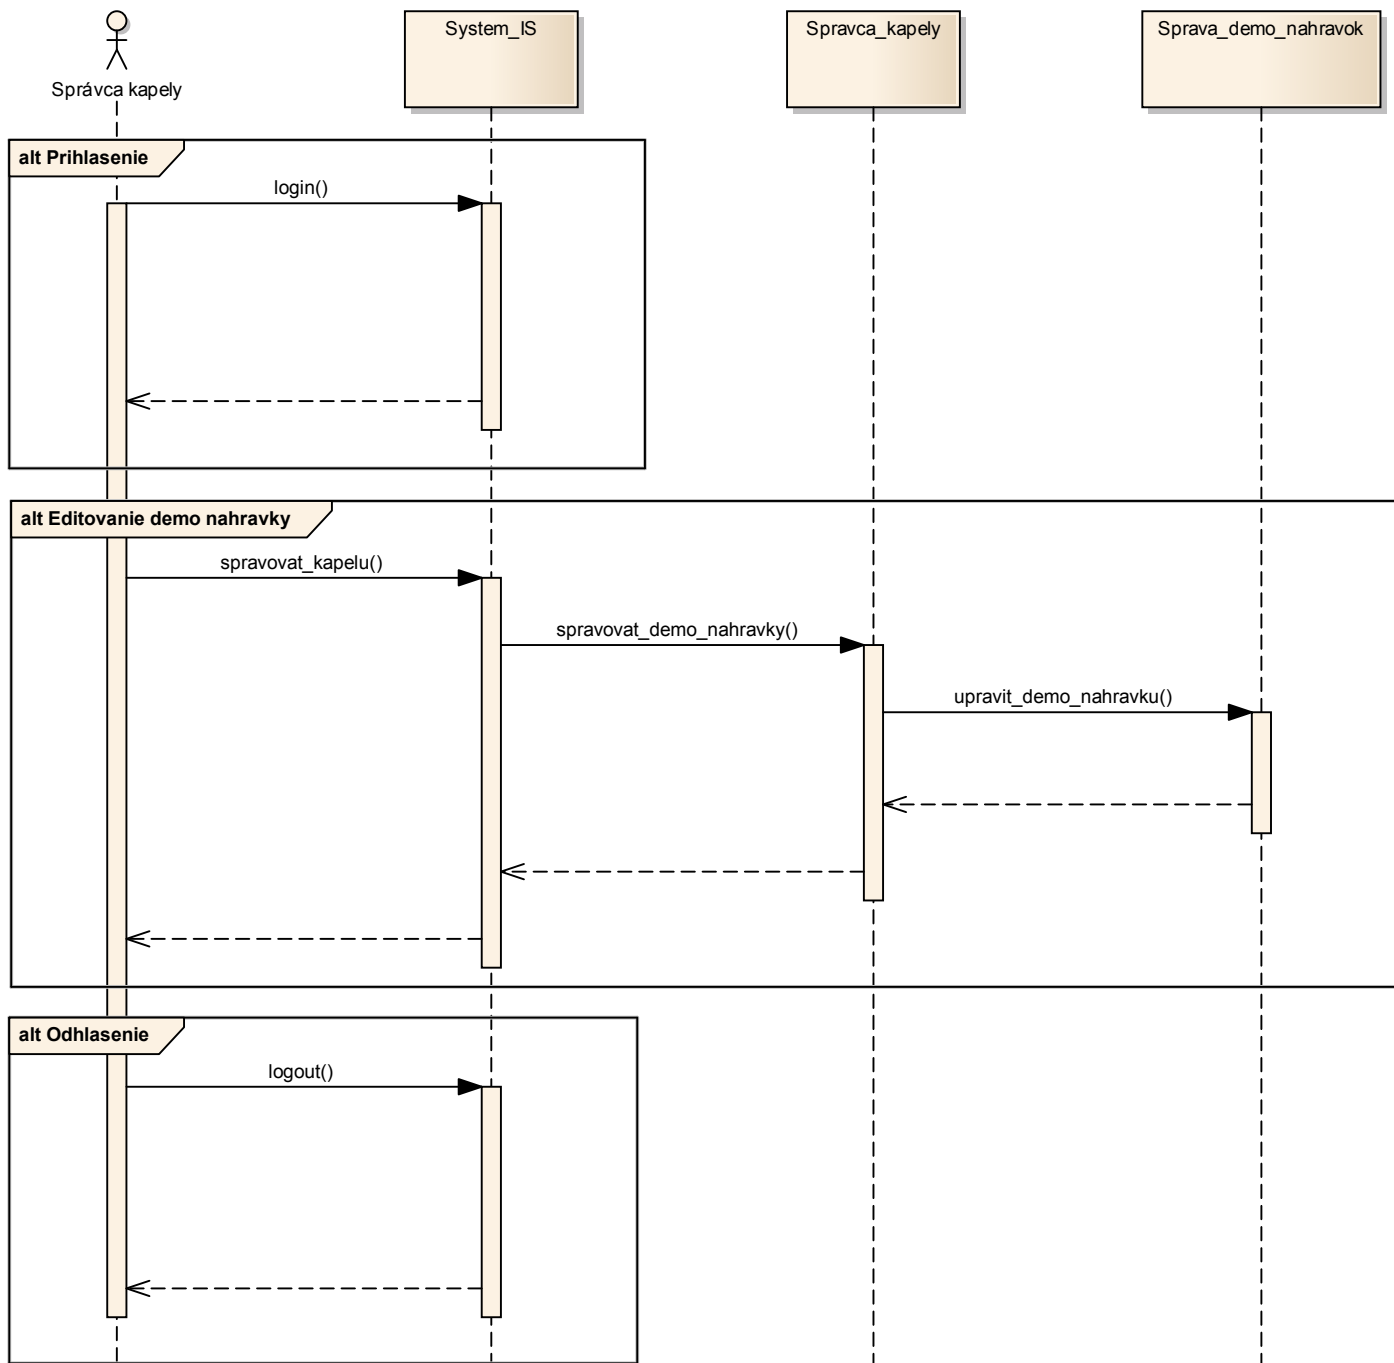 System_IS
Spravca_kapely
Sprava_demo_nahravok
Správca kapely
alt Prihlasenie
login()
alt Editovanie demo nahravky
spravovat_kapelu()
spravovat_demo_nahravky()
upravit_demo_nahravku()
alt Odhlasenie
logout()